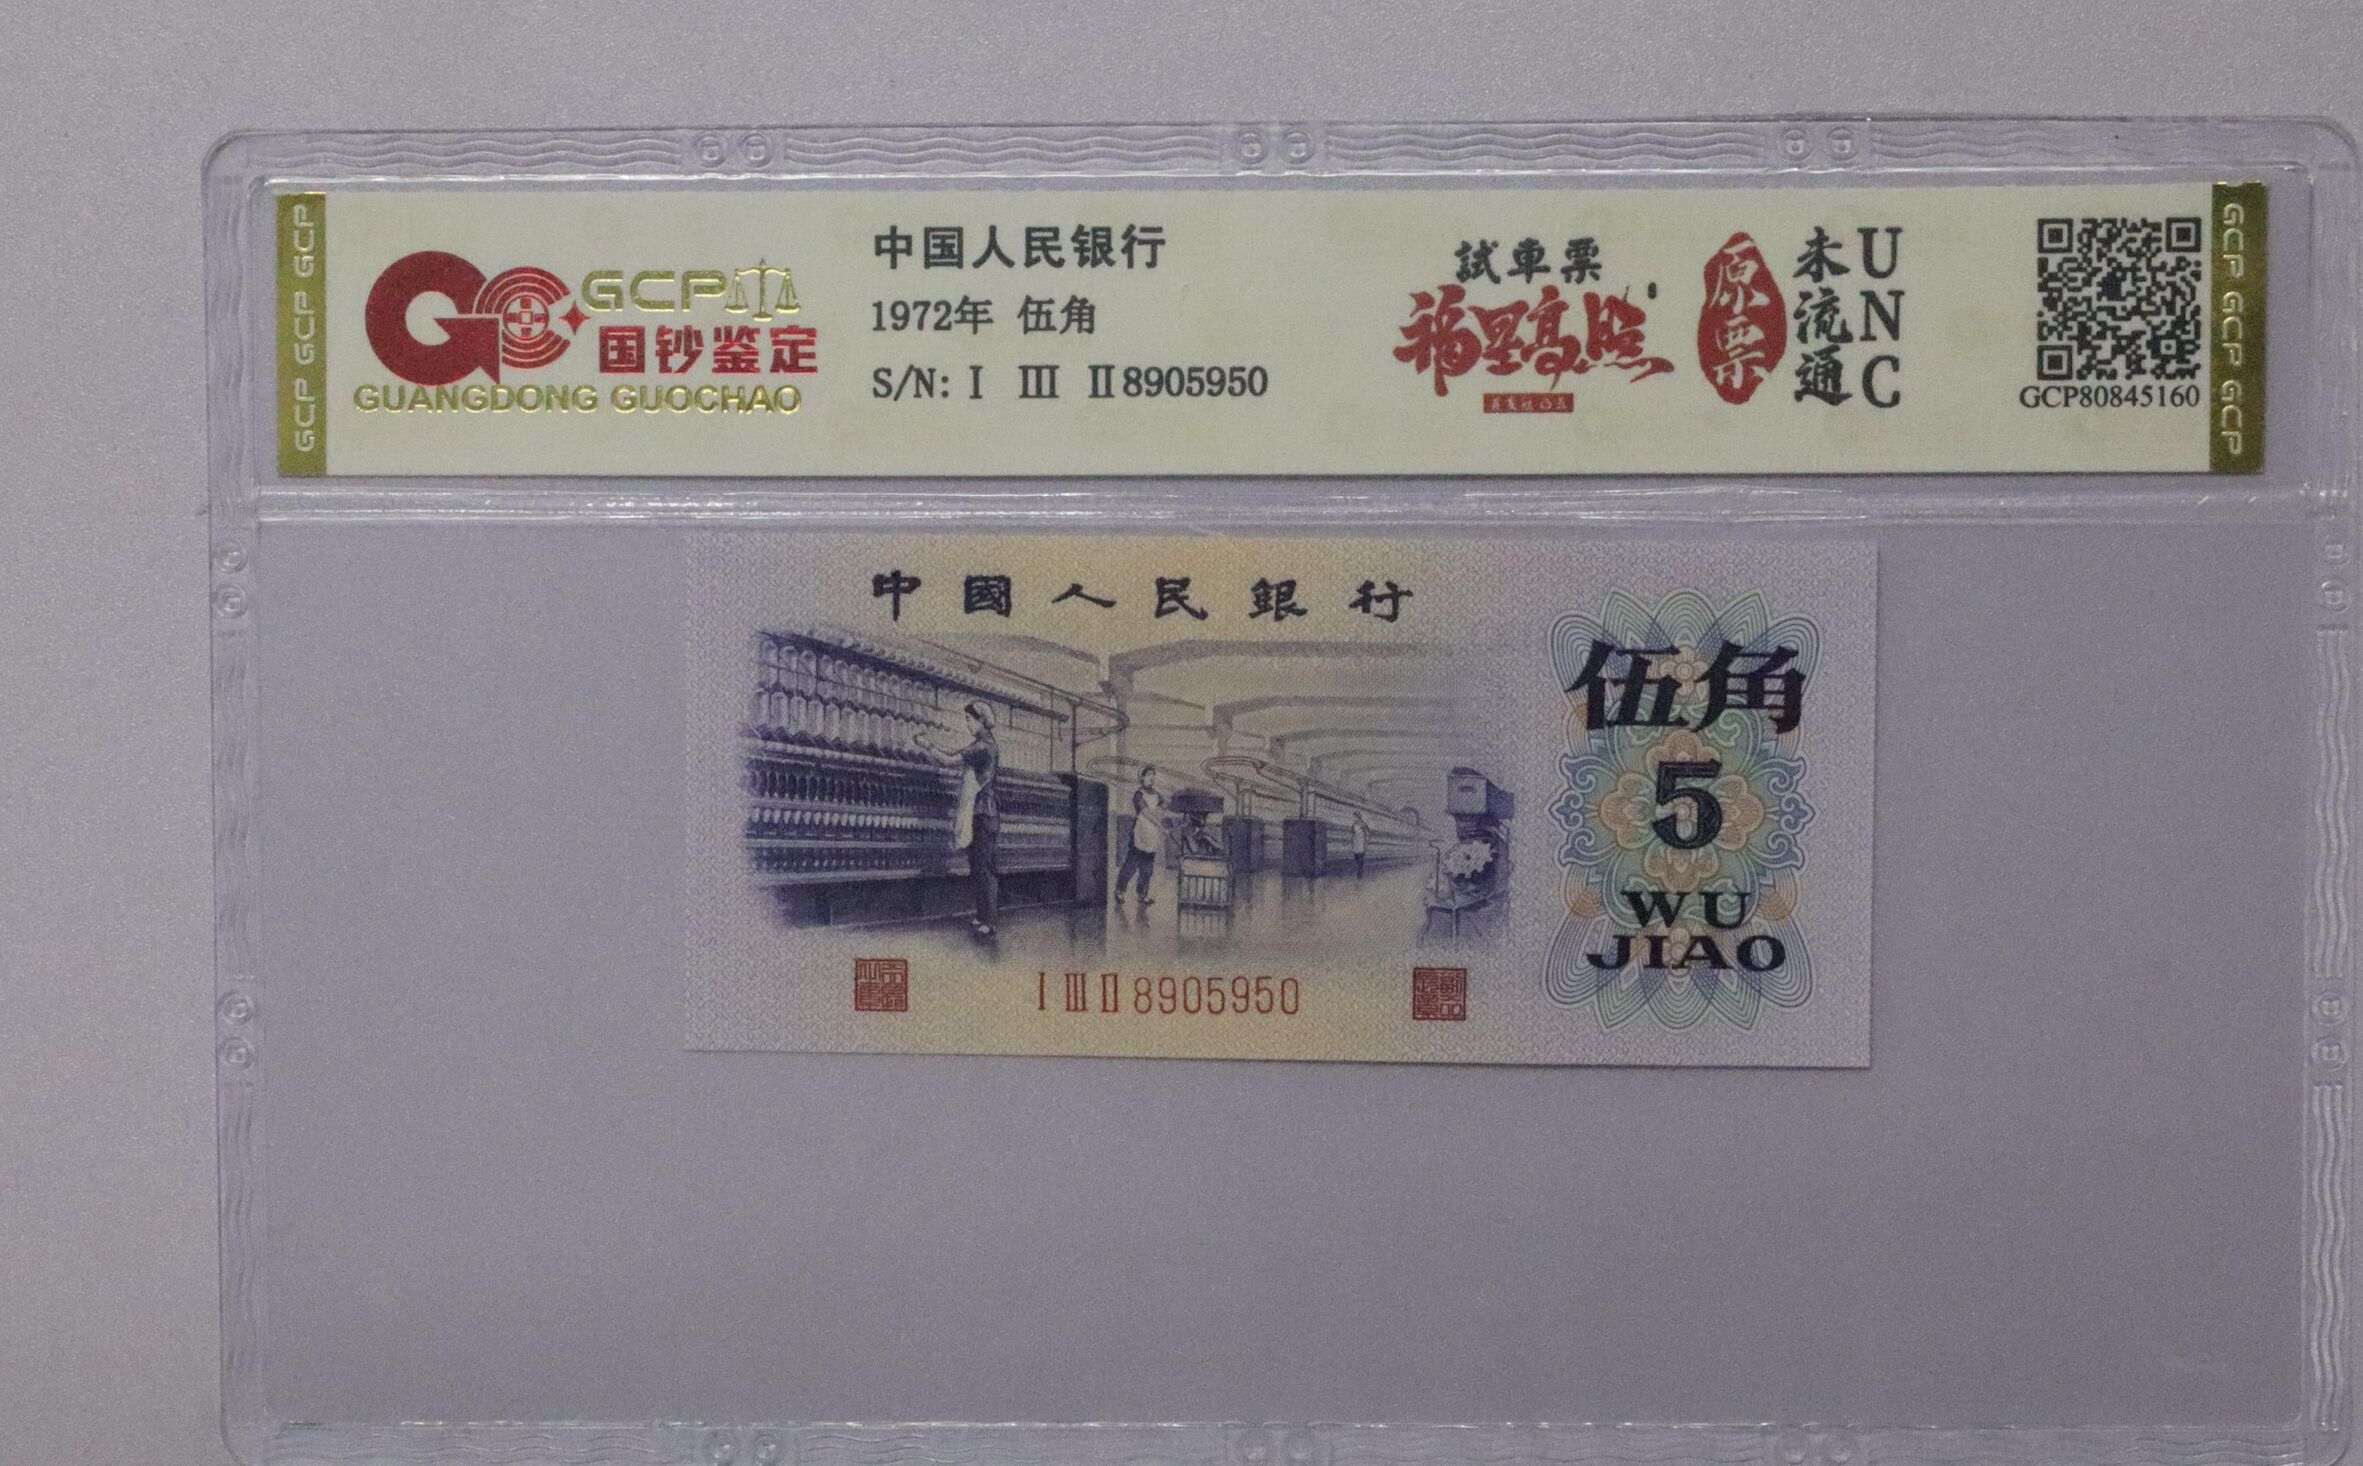 GCP GCP GCP
GCP
国钞鉴定
GUANGDONG GUOCHAO
中国人民银行
1972年 伍角
S/N: I III II8905950
試車票
福星高照
原票
未流通
UNC
GCP80845160
GCP GCP GCP
中國人民銀行
伍角
5
WU
JIAO
I III II 8905950